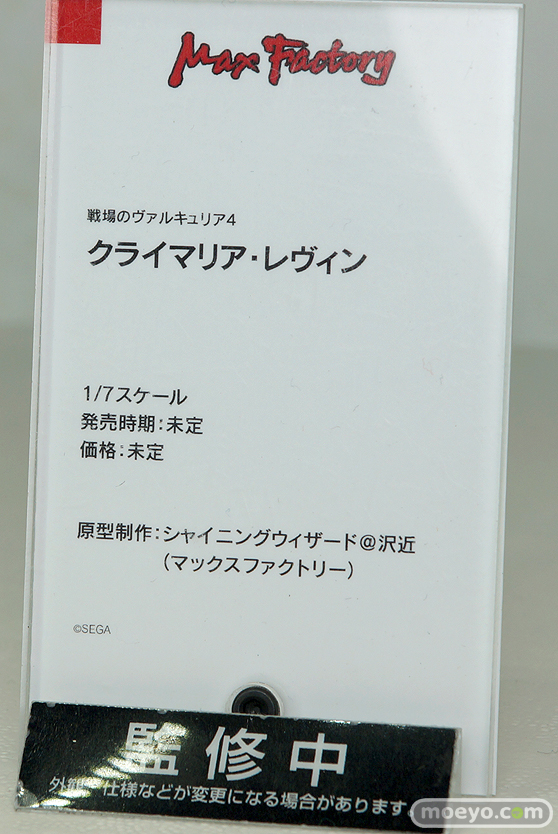 Max Factory
戦場のヴァルキュリア4
クライマリア・レヴィン
1/7スケール
発売時期:未定
価格:未定
原型制作:シャイニングウィザード@沢近
(マックスファクトリー)
©SEGA
監修中
外観・仕様などが変更になる場合があります。
moeyo.com